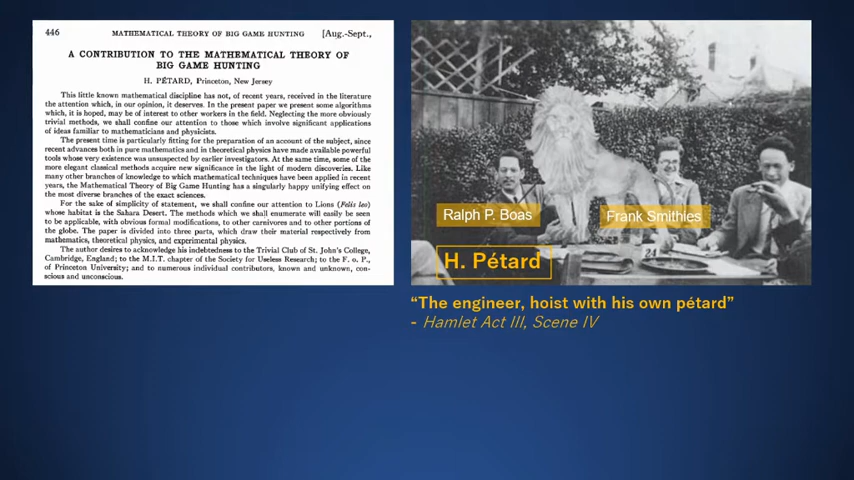 446 MATHEMATICAL THEORY OF BIG GAME HUNTING [Aug.-Sept.,
A CONTRIBUTION TO THE MATHEMATICAL THEORY OF
BIG GAME HUNTING
H. PÉTARD, Princeton, New Jersey
This little known mathematical discipline has not, of recent years, received in the literature
the attention which, in our opinion, it deserves. In the present paper we present some algorithms
which, it is hoped, may be of interest to other workers in the field. Neglecting the more obviously
trivial methods, we shall confine our attention to those which involve significant applications
of ideas familiar to mathematicians and physicists.
The present time is particularly fitting for the preparation of an account of the subject, since
recent advances both in pure mathematics and in theoretical physics have made available powerful
tools whose very existence was unsuspected by earlier investigators. At the same time, some of the
more elegant classical methods acquire new significance in the light of modern discoveries. Like
many other branches of knowledge to which mathematical techniques have been applied in recent
years, the Mathematical Theory of Big Game Hunting has a singularly happy unifying effect on
the most diverse branches of the exact sciences.
For the sake of simplicity of statement, we shall confine our attention to Lions (Felis leo)
whose habitat is the Sahara Desert. The methods which we shall enumerate will easily be seen
to be applicable, with obvious formal modifications, to other carnivores and to other portions of
the globe. The paper is divided into three parts, which draw their material respectively from
mathematics, theoretical physics, and experimental physics.
The author desires to acknowledge his indebtedness to the Trivial Club of St. John's College,
Cambridge, England; to the M.I.T. chapter of the Society for Useless Research; to the F. o. P.,
of Princeton University; and to numerous individual contributors, known and unknown, con-
scious and unconscious.
Ralph P. Boas
Frank Smithies
24
H. Pétard
“The engineer, hoist with his own pétard”
- Hamlet Act III, Scene IV